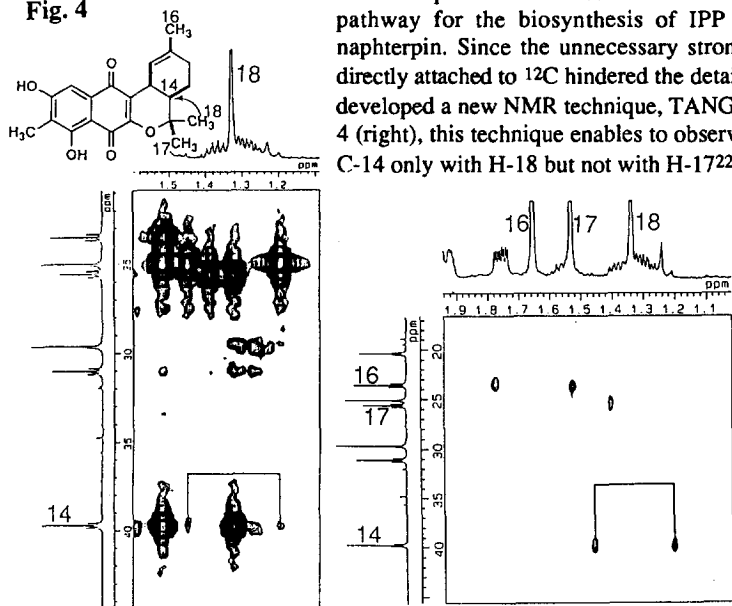 Fig. 4
pathway for the biosynthesis of IPP
naphterpin. Since the unnecessary stron
directly attached to 12C hindered the detai
developed a new NMR technique, TANG
4 (right), this technique enables to observ
C-14 only with H-18 but not with H-1722
16
CH3
HO
O
14
18
H3C
OH
O
O
CH3
17
CH3
18
ppm
1.5 1.4 1.3 1.2
ppm
25
30
35
40
14
16 17 18
ppm
1.9 1.8 1.7 1.6 1.5 1.4 1.3 1.2 1.1
ppm
20
25
30
35
40
16
17
14